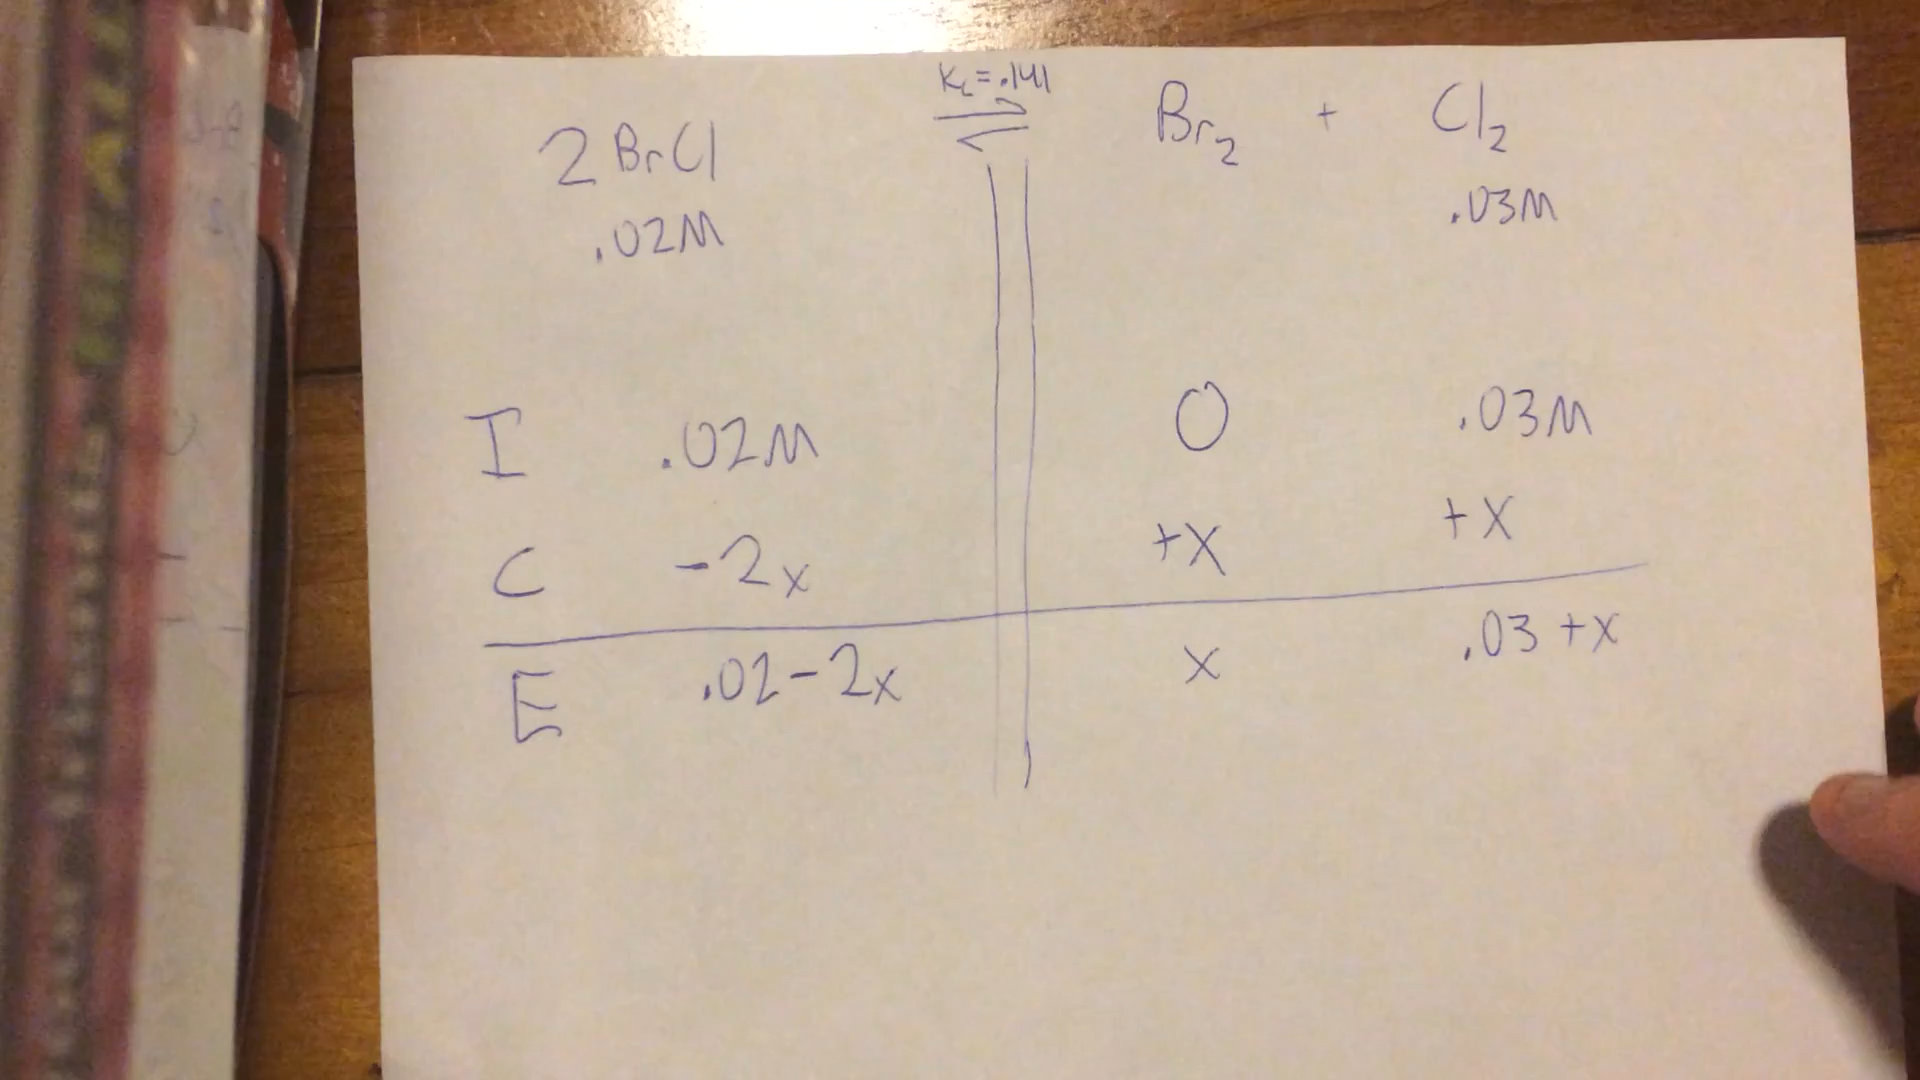 Kc=.141
2 BrCl ⇌ Br2 + Cl2
.02M .03M
I .02M 0 .03M
C -2x +x +x
E .02-2x x .03+x